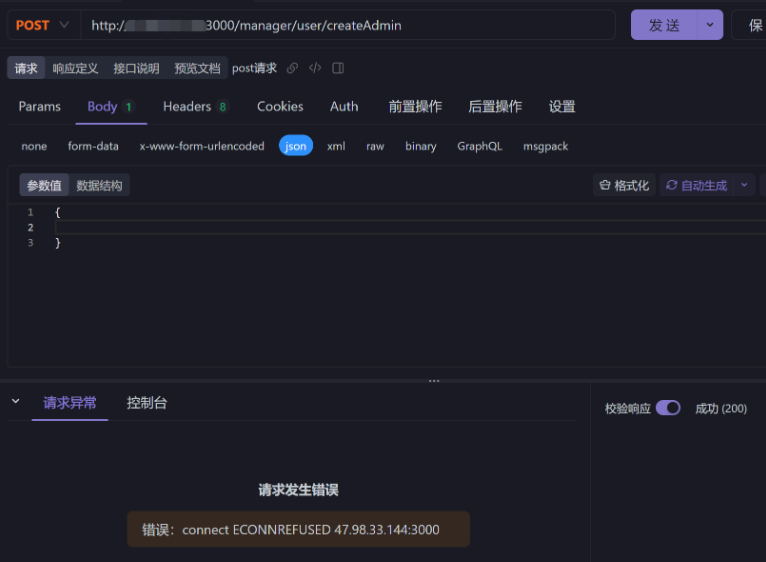 POST http:/ 3000/manager/user/createAdmin 发送 保
请求 响应定义 接口说明 预览文档 post请求
Params Body 1 Headers 8 Cookies Auth 前置操作 后置操作 设置
none form-data x-www-form-urlencoded json xml raw binary GraphQL msgpack
参数值 数据结构 格式化 自动生成
1 {
2
3 }
请求异常 控制台 校验响应 成功 (200)
请求发生错误
错误：connect ECONNREFUSED 47.98.33.144:3000